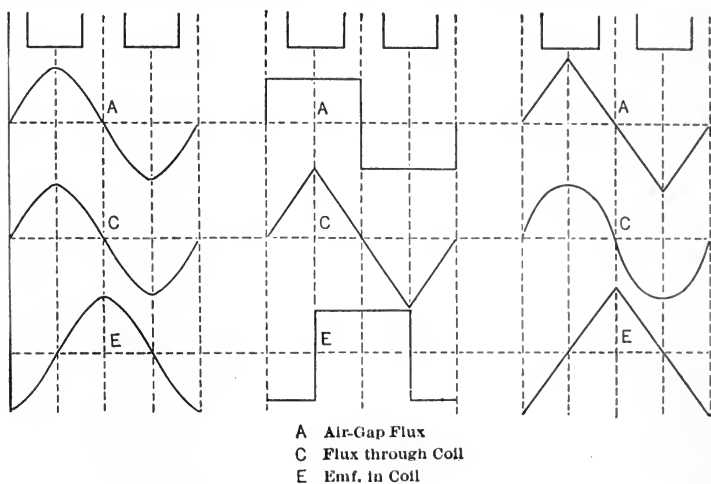 A A A
C C C
E E E
A Air-Gap Flux
C Flux through Coil
E Emf. in Coil